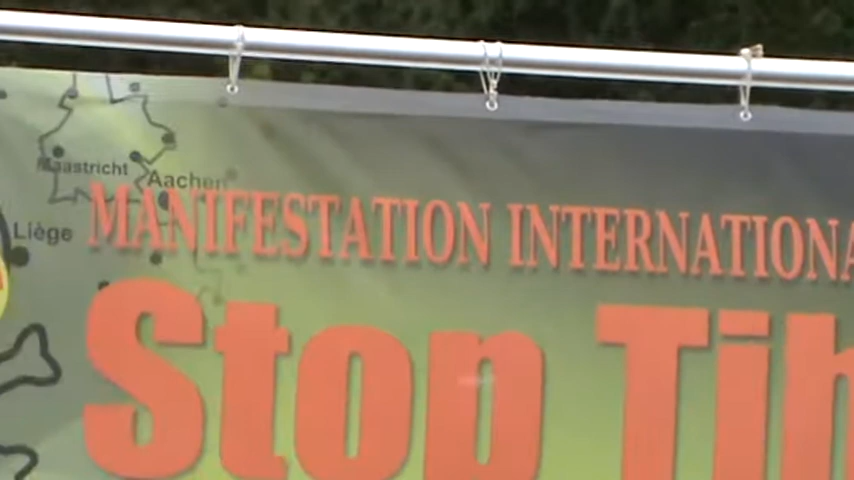 Maastricht
Aachen
Liège
MANIFESTATION INTERNATIONA
Stop Tih